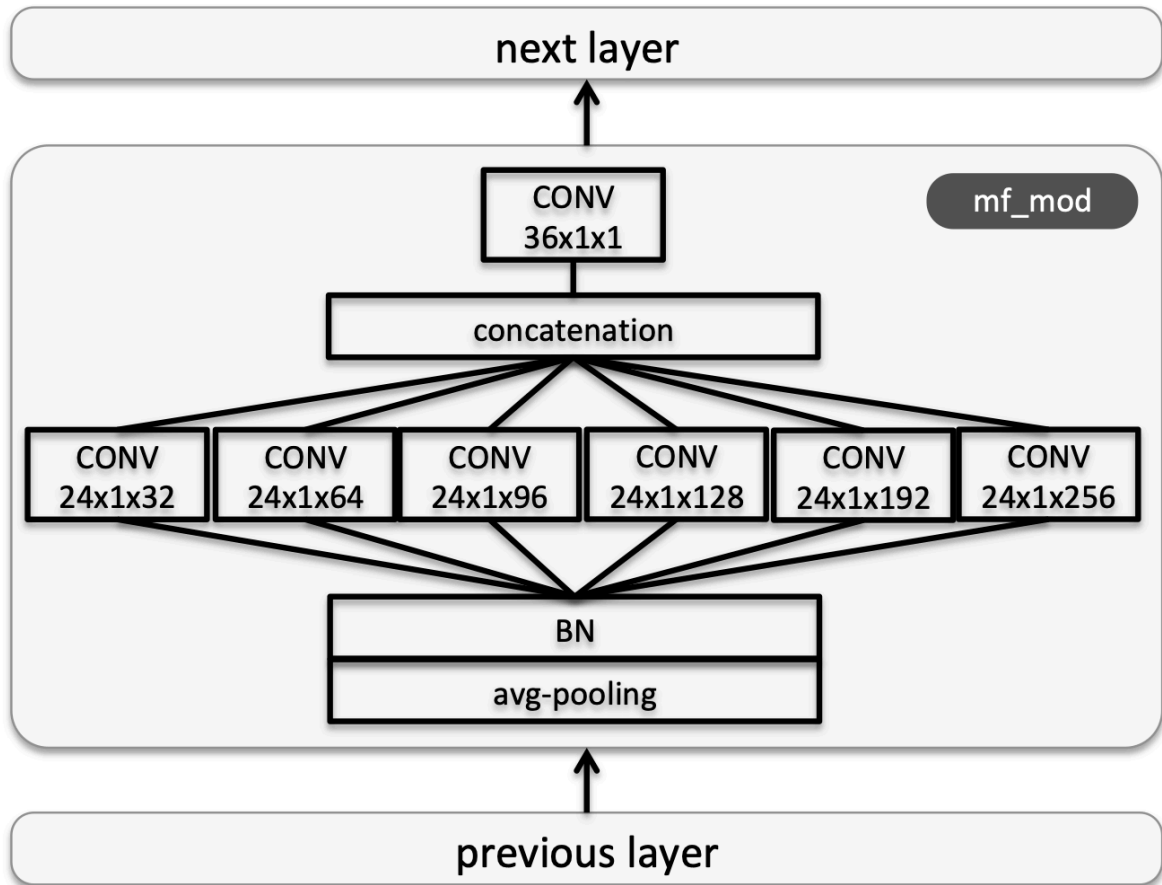 next layer
mf_mod
CONV
36x1x1
concatenation
CONV
24x1x32
CONV
24x1x64
CONV
24x1x96
CONV
24x1x128
CONV
24x1x192
CONV
24x1x256
BN
avg-pooling
previous layer